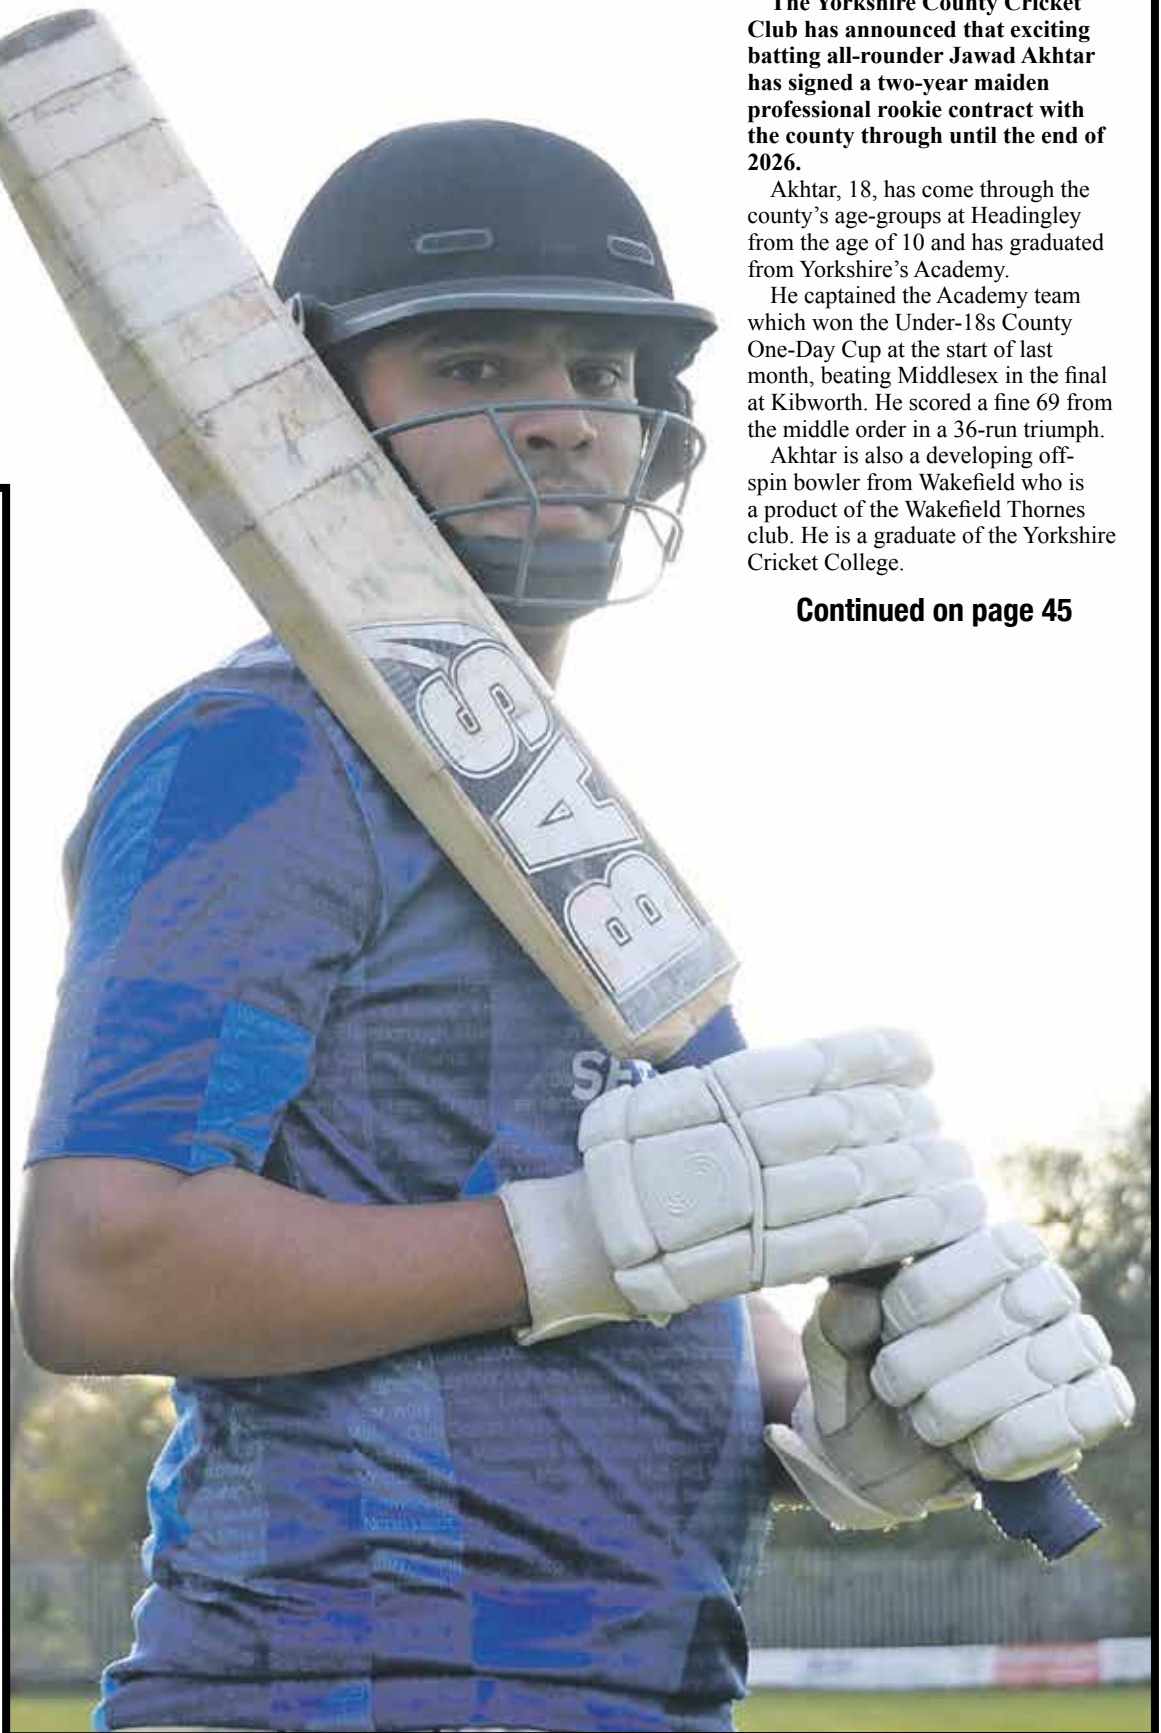 The Yorkshire County Cricket
Club has announced that exciting
batting all-rounder Jawad Akhtar
has signed a two-year maiden
professional rookie contract with
the county through until the end of
2026.
Akhtar, 18, has come through the
county’s age-groups at Headingley
from the age of 10 and has graduated
from Yorkshire’s Academy.
He captained the Academy team
which won the Under-18s County
One-Day Cup at the start of last
month, beating Middlesex in the final
at Kibworth. He scored a fine 69 from
the middle order in a 36-run triumph.
Akhtar is also a developing off-
spin bowler from Wakefield who is
a product of the Wakefield Thornes
club. He is a graduate of the Yorkshire
Cricket College.
Continued on page 45
BAS